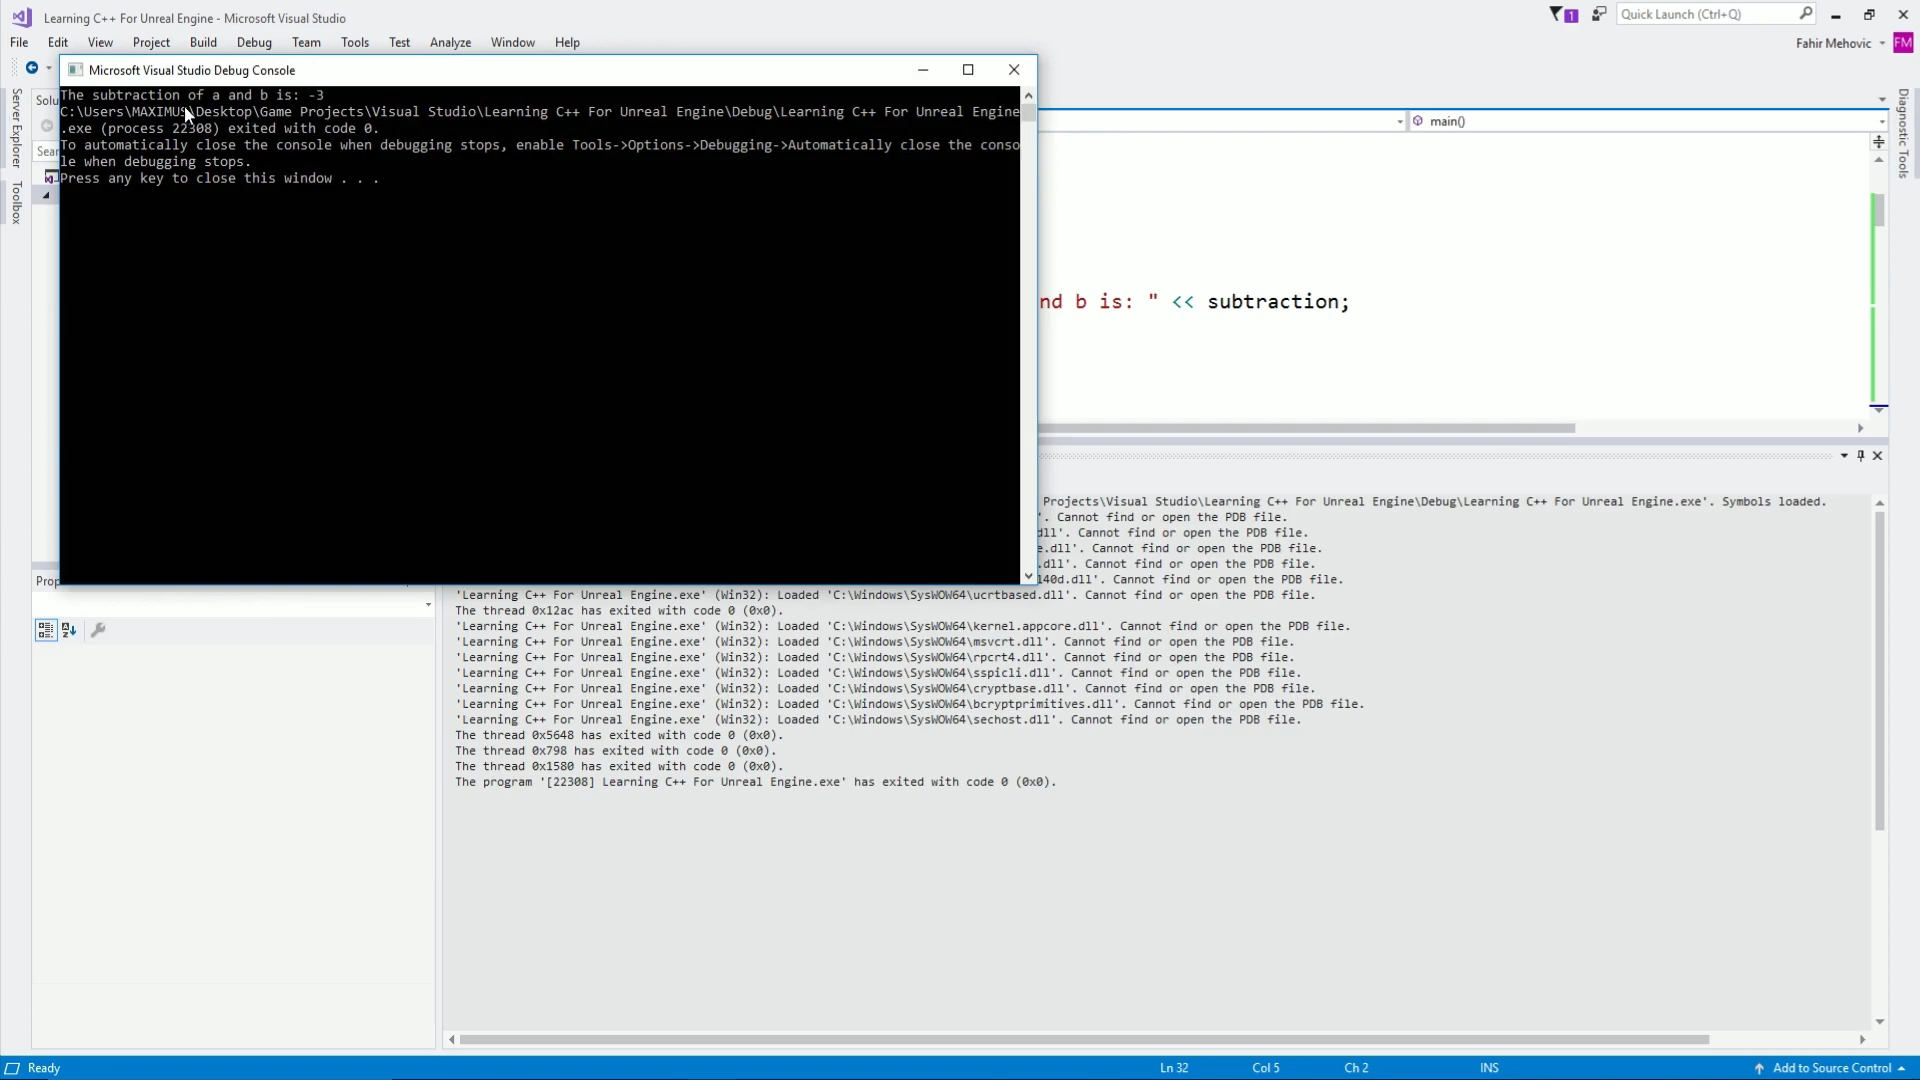 Learning C++ For Unreal Engine - Microsoft Visual Studio
1
Quick Launch (Ctrl+Q)
File Edit View Project Build Debug Team Tools Test Analyze Window Help
Fahir Mehovic
FM
Microsoft Visual Studio Debug Console
Server Explorer
Toolbox
Solu
Sear
Diagnostic Tools
The subtraction of a and b is: -3
C:\Users\MAXIMUS\Desktop\Game Projects\Visual Studio\Learning C++ For Unreal Engine\Debug\Learning C++ For Unreal Engine
.exe (process 22308) exited with code 0.
To automatically close the console when debugging stops, enable Tools->Options->Debugging->Automatically close the conso
le when debugging stops.
Press any key to close this window . . .
main()
nd b is: " << subtraction;
Prop
Projects\Visual Studio\Learning C++ For Unreal Engine\Debug\Learning C++ For Unreal Engine.exe'. Symbols loaded.
'. Cannot find or open the PDB file.
dll'. Cannot find or open the PDB file.
e.dll'. Cannot find or open the PDB file.
.dll'. Cannot find or open the PDB file.
140d.dll'. Cannot find or open the PDB file.
'Learning C++ For Unreal Engine.exe' (Win32): Loaded 'C:\Windows\SysWOW64\ucrtbased.dll'. Cannot find or open the PDB file.
The thread 0x12ac has exited with code 0 (0x0).
'Learning C++ For Unreal Engine.exe' (Win32): Loaded 'C:\Windows\SysWOW64\kernel.appcore.dll'. Cannot find or open the PDB file.
'Learning C++ For Unreal Engine.exe' (Win32): Loaded 'C:\Windows\SysWOW64\msvcrt.dll'. Cannot find or open the PDB file.
'Learning C++ For Unreal Engine.exe' (Win32): Loaded 'C:\Windows\SysWOW64\rpcrt4.dll'. Cannot find or open the PDB file.
'Learning C++ For Unreal Engine.exe' (Win32): Loaded 'C:\Windows\SysWOW64\sspicli.dll'. Cannot find or open the PDB file.
'Learning C++ For Unreal Engine.exe' (Win32): Loaded 'C:\Windows\SysWOW64\cryptbase.dll'. Cannot find or open the PDB file.
'Learning C++ For Unreal Engine.exe' (Win32): Loaded 'C:\Windows\SysWOW64\bcryptprimitives.dll'. Cannot find or open the PDB file.
'Learning C++ For Unreal Engine.exe' (Win32): Loaded 'C:\Windows\SysWOW64\sechost.dll'. Cannot find or open the PDB file.
The thread 0x5648 has exited with code 0 (0x0).
The thread 0x798 has exited with code 0 (0x0).
The thread 0x1580 has exited with code 0 (0x0).
The program '[22308] Learning C++ For Unreal Engine.exe' has exited with code 0 (0x0).
Ready
Ln 32 Col 5 Ch 2 INS
Add to Source Control